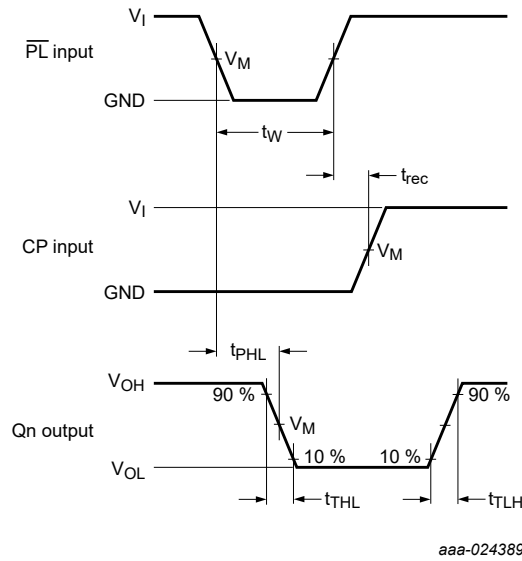 V_I
P̅L̅ input
V_M
GND
t_W
t_rec
V_I
CP input
V_M
GND
t_PHL
V_OH
90 %
90 %
Qn output
V_M
10 %
10 %
V_OL
t_THL
t_TLH
aaa-024389